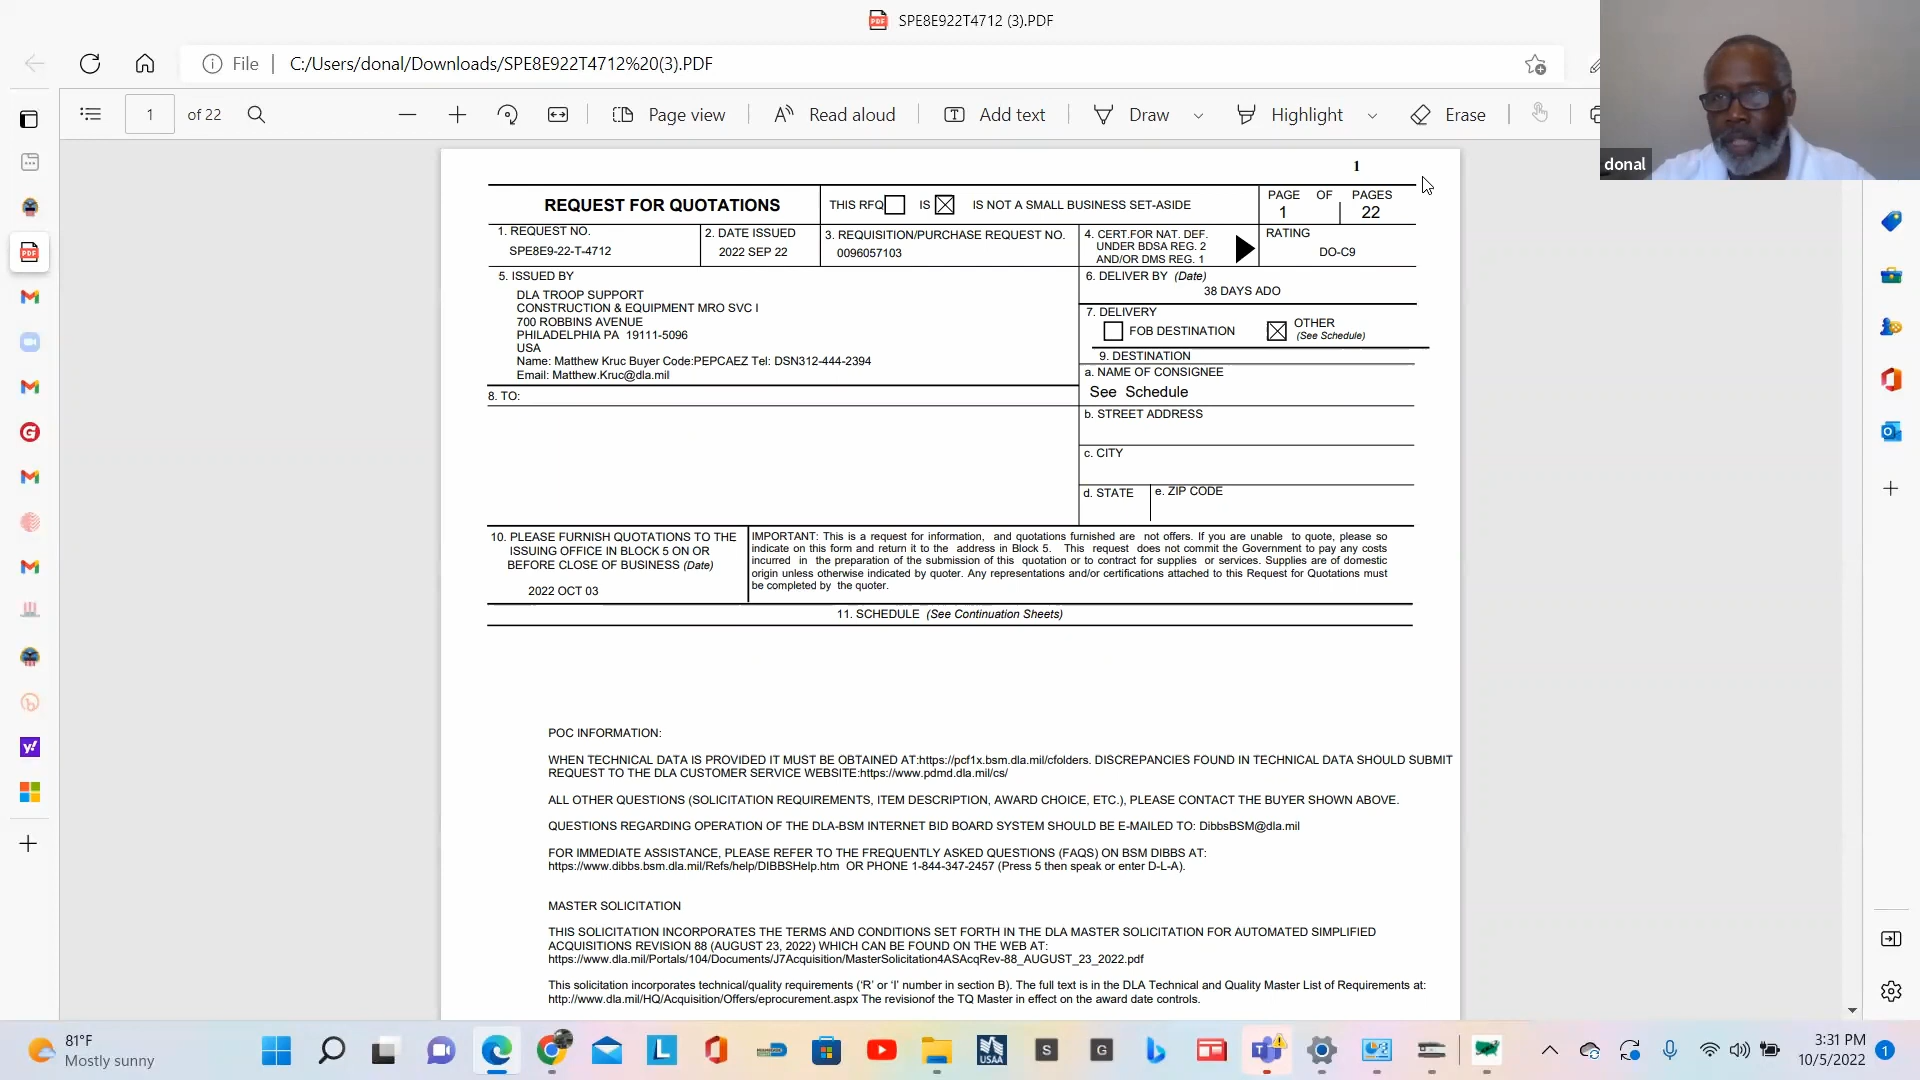 SPE8E922T4712 (3).PDF
File
C:/Users/donal/Downloads/SPE8E922T4712%20(3).PDF
1 of 22
Page view
Read aloud
Add text
Draw
Highlight
Erase
donal
1
REQUEST FOR QUOTATIONS
THIS RFQ IS IS NOT A SMALL BUSINESS SET-ASIDE
PAGE OF PAGES
1 22
1. REQUEST NO.
SPE8E9-22-T-4712
2. DATE ISSUED
2022 SEP 22
3. REQUISITION/PURCHASE REQUEST NO.
0096057103
4. CERT.FOR NAT. DEF.
UNDER BDSA REG. 2
AND/OR DMS REG. 1
RATING
DO-C9
5. ISSUED BY
DLA TROOP SUPPORT
CONSTRUCTION & EQUIPMENT MRO SVC I
700 ROBBINS AVENUE
PHILADELPHIA PA 19111-5096
USA
Name: Matthew Kruc Buyer Code:PEPCAEZ Tel: DSN312-444-2394
Email: Matthew.Kruc@dla.mil
6. DELIVER BY (Date)
38 DAYS ADO
7. DELIVERY
FOB DESTINATION
OTHER
(See Schedule)
8. TO:
9. DESTINATION
a. NAME OF CONSIGNEE
See Schedule
b. STREET ADDRESS
c. CITY
d. STATE
e. ZIP CODE
10. PLEASE FURNISH QUOTATIONS TO THE
ISSUING OFFICE IN BLOCK 5 ON OR
BEFORE CLOSE OF BUSINESS (Date)
2022 OCT 03
IMPORTANT: This is a request for information, and quotations furnished are not offers. If you are unable to quote, please so
indicate on this form and return it to the address in Block 5. This request does not commit the Government to pay any costs
incurred in the preparation of the submission of this quotation or to contract for supplies or services. Supplies are of domestic
origin unless otherwise indicated by quoter. Any representations and/or certifications attached to this Request for Quotations must
be completed by the quoter.
11. SCHEDULE (See Continuation Sheets)
POC INFORMATION:
WHEN TECHNICAL DATA IS PROVIDED IT MUST BE OBTAINED AT:https://pcf1x.bsm.dla.mil/cfolders. DISCREPANCIES FOUND IN TECHNICAL DATA SHOULD SUBMIT
REQUEST TO THE DLA CUSTOMER SERVICE WEBSITE:https://www.pdmd.dla.mil/cs/
ALL OTHER QUESTIONS (SOLICITATION REQUIREMENTS, ITEM DESCRIPTION, AWARD CHOICE, ETC.), PLEASE CONTACT THE BUYER SHOWN ABOVE.
QUESTIONS REGARDING OPERATION OF THE DLA-BSM INTERNET BID BOARD SYSTEM SHOULD BE E-MAILED TO: DibbsBSM@dla.mil
FOR IMMEDIATE ASSISTANCE, PLEASE REFER TO THE FREQUENTLY ASKED QUESTIONS (FAQS) ON BSM DIBBS AT:
https://www.dibbs.bsm.dla.mil/Refs/help/DIBBSHelp.htm OR PHONE 1-844-347-2457 (Press 5 then speak or enter D-L-A).
MASTER SOLICITATION
THIS SOLICITATION INCORPORATES THE TERMS AND CONDITIONS SET FORTH IN THE DLA MASTER SOLICITATION FOR AUTOMATED SIMPLIFIED
ACQUISITIONS REVISION 88 (AUGUST 23, 2022) WHICH CAN BE FOUND ON THE WEB AT:
https://www.dla.mil/Portals/104/Documents/J7Acquisition/MasterSolicitation4ASAcqRev-88_AUGUST_23_2022.pdf
This solicitation incorporates technical/quality requirements ('R' or 'I' number in section B). The full text is in the DLA Technical and Quality Master List of Requirements at:
http://www.dla.mil/HQ/Acquisition/Offers/eprocurement.aspx The revisionof the TQ Master in effect on the award date controls.
81°F
Mostly sunny
USAA
3:31 PM
10/5/2022
1